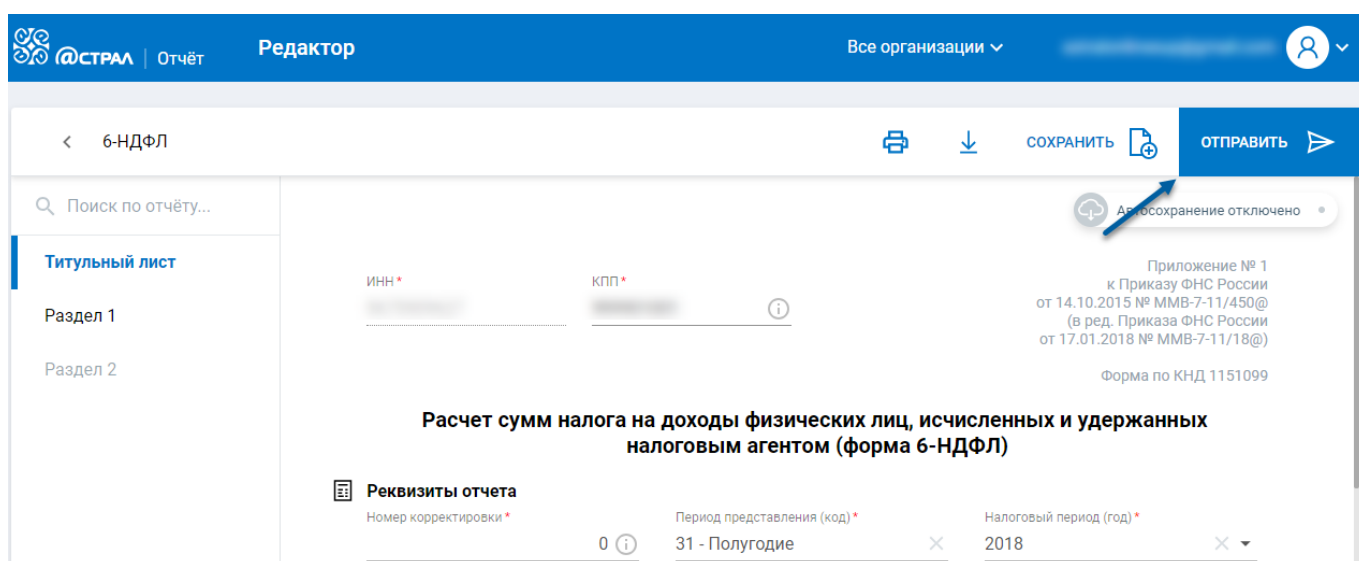 @СТРАЛ | Отчёт
Редактор
Все организации
6-НДФЛ
СОХРАНИТЬ
ОТПРАВИТЬ
Поиск по отчёту...
Автосохранение отключено
Титульный лист
Раздел 1
Раздел 2
ИНН *
КПП *
Приложение № 1
к Приказу ФНС России
от 14.10.2015 № ММВ-7-11/450@
(в ред. Приказа ФНС России
от 17.01.2018 № ММВ-7-11/18@)
Форма по КНД 1151099
Расчет сумм налога на доходы физических лиц, исчисленных и удержанных
налоговым агентом (форма 6-НДФЛ)
Реквизиты отчета
Номер корректировки *
Период представления (код) *
Налоговый период (год) *
0
31 - Полугодие
2018